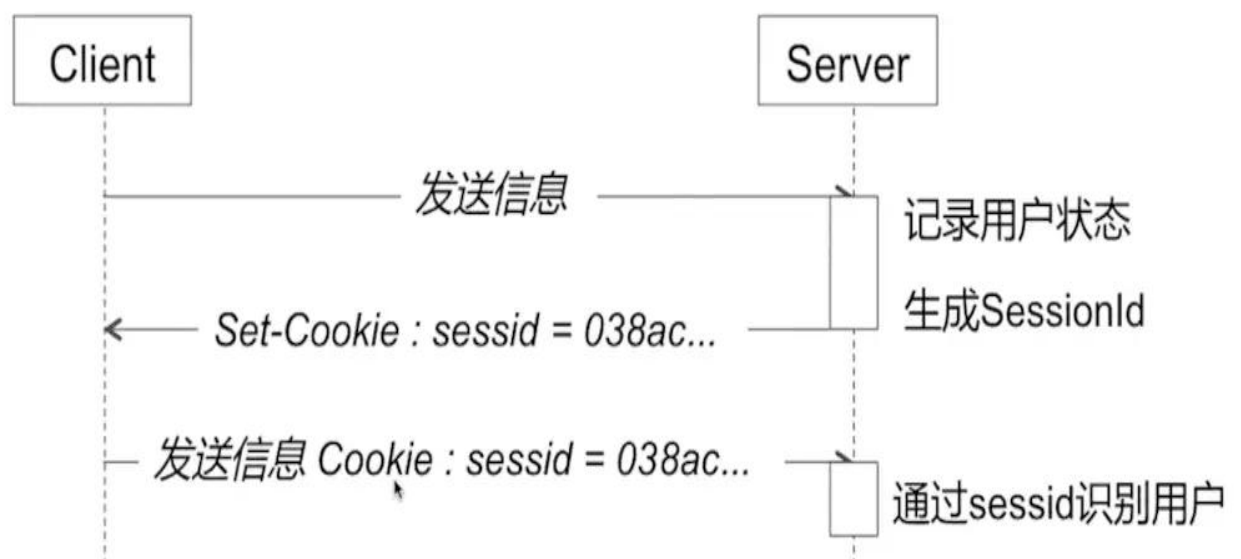 Client
Server
发送信息
记录用户状态
生成SessionId
Set-Cookie : sessid = 038ac...
发送信息 Cookie : sessid = 038ac...
通过sessid识别用户